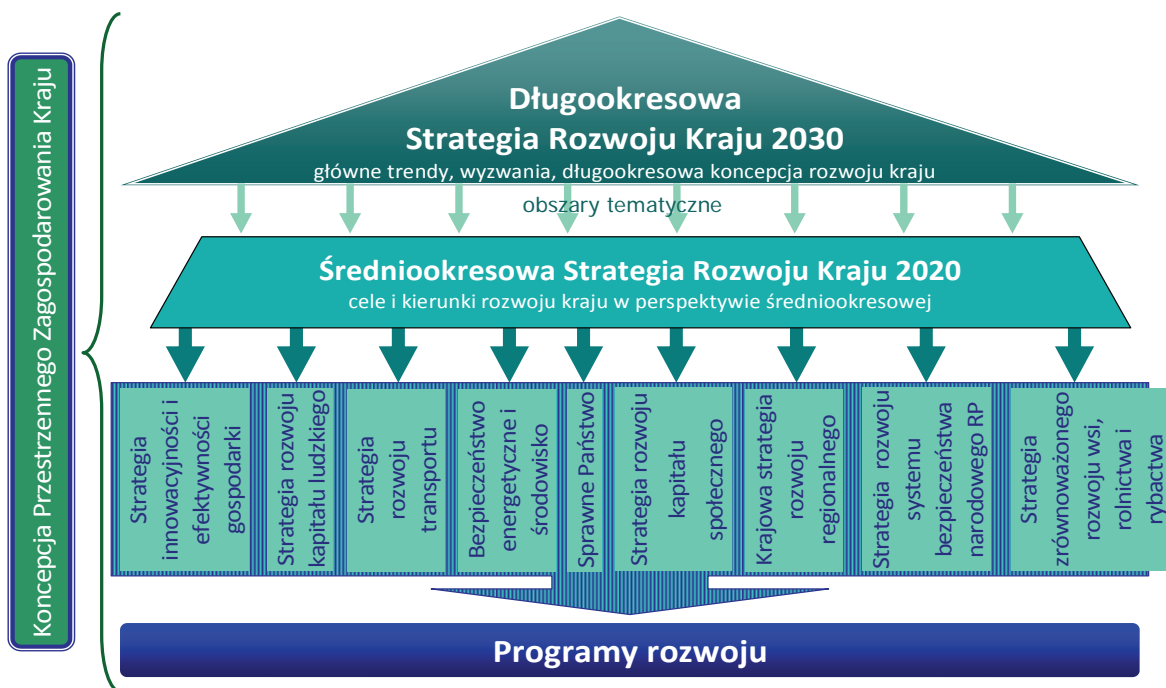 Koncepcja Przestrzennego Zagospodarowania Kraju
Długookresowa
Strategia Rozwoju Kraju 2030
główne trendy, wyzwania, długookresowa koncepcja rozwoju kraju
obszary tematyczne
Średniookresowa Strategia Rozwoju Kraju 2020
cele i kierunki rozwoju kraju w perspektywie średniookresowej
Strategia
innowacyjności i
efektywności
gospodarki
Strategia rozwoju
kapitału ludzkiego
Strategia
rozwoju
transportu
Bezpieczeństwo
energetyczne i
środowisko
Sprawne Państwo
Strategia rozwoju
kapitału
społecznego
Krajowa strategia
rozwoju
regionalnego
Strategia rozwoju
systemu
bezpieczeństwa
narodowego RP
Strategia
zrównoważonego
rozwoju wsi,
rolnictwa i
rybactwa
Programy rozwoju